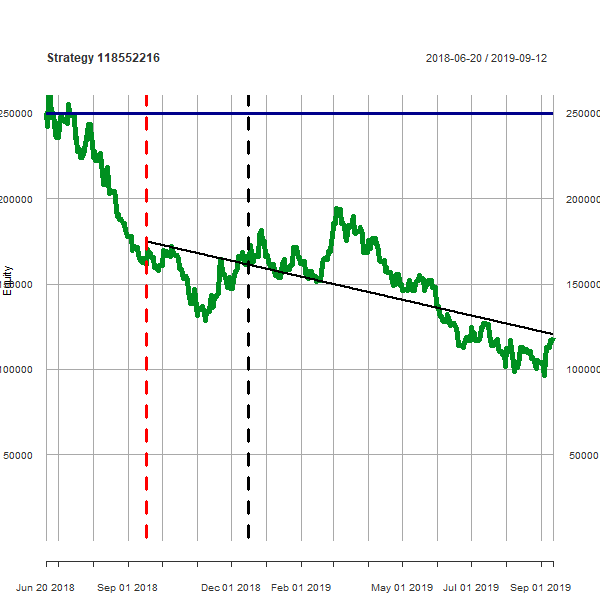 Strategy 118552216 2018-06-20 / 2019-09-12
250000 250000
200000 200000
150000 150000
Equity
100000 100000
50000 50000
Jun 20 2018 Sep 01 2018 Dec 01 2018 Feb 01 2019 May 01 2019 Jul 01 2019 Sep 01 2019